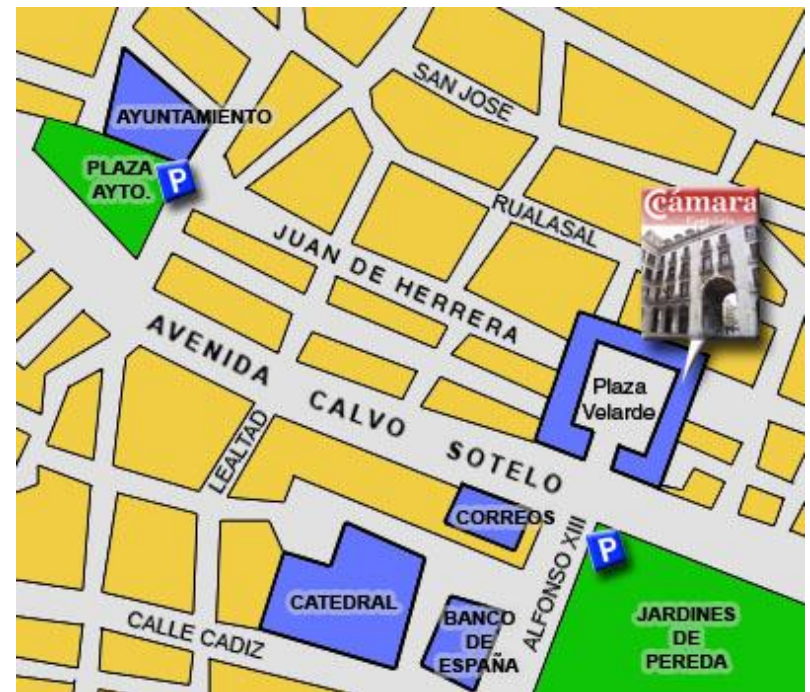 SAN JOSE
AYUNTAMIENTO
PLAZA
AYTO.
P
RUALASAL
Cámara
JUAN DE HERRERA
AVENIDA CALVO SOTELO
Plaza
Velarde
LEALTAD
CORREOS
ALFONSO XIII
P
CATEDRAL
BANCO
DE
ESPAÑA
JARDINES
DE
PEREDA
CALLE CADIZ